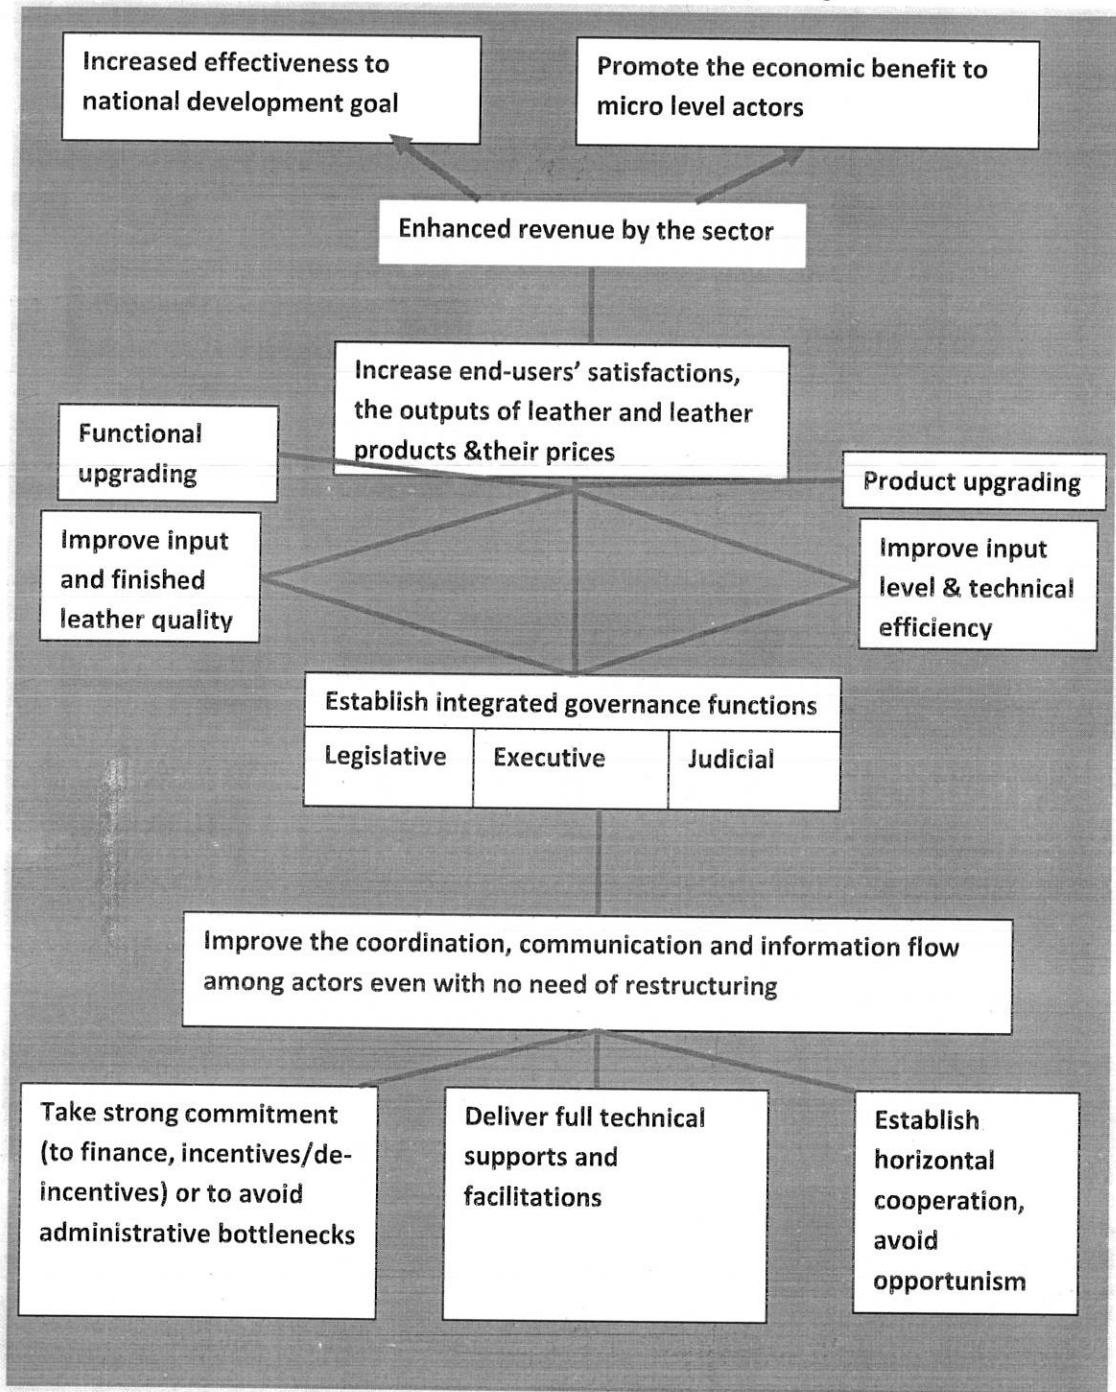 Increased effectiveness to
national development goal
Promote the economic benefit to
micro level actors
Enhanced revenue by the sector
Increase end-users' satisfactions,
the outputs of leather and leather
products &their prices
Functional
upgrading
Product upgrading
Improve input
and finished
leather quality
Improve input
level & technical
efficiency
Establish integrated governance functions
Legislative
Executive
Judicial
Improve the coordination, communication and information flow
among actors even with no need of restructuring
Take strong commitment
(to finance, incentives/de-
incentives) or to avoid
administrative bottlenecks
Deliver full technical
supports and
facilitations
Establish
horizontal
cooperation,
avoid
opportunism